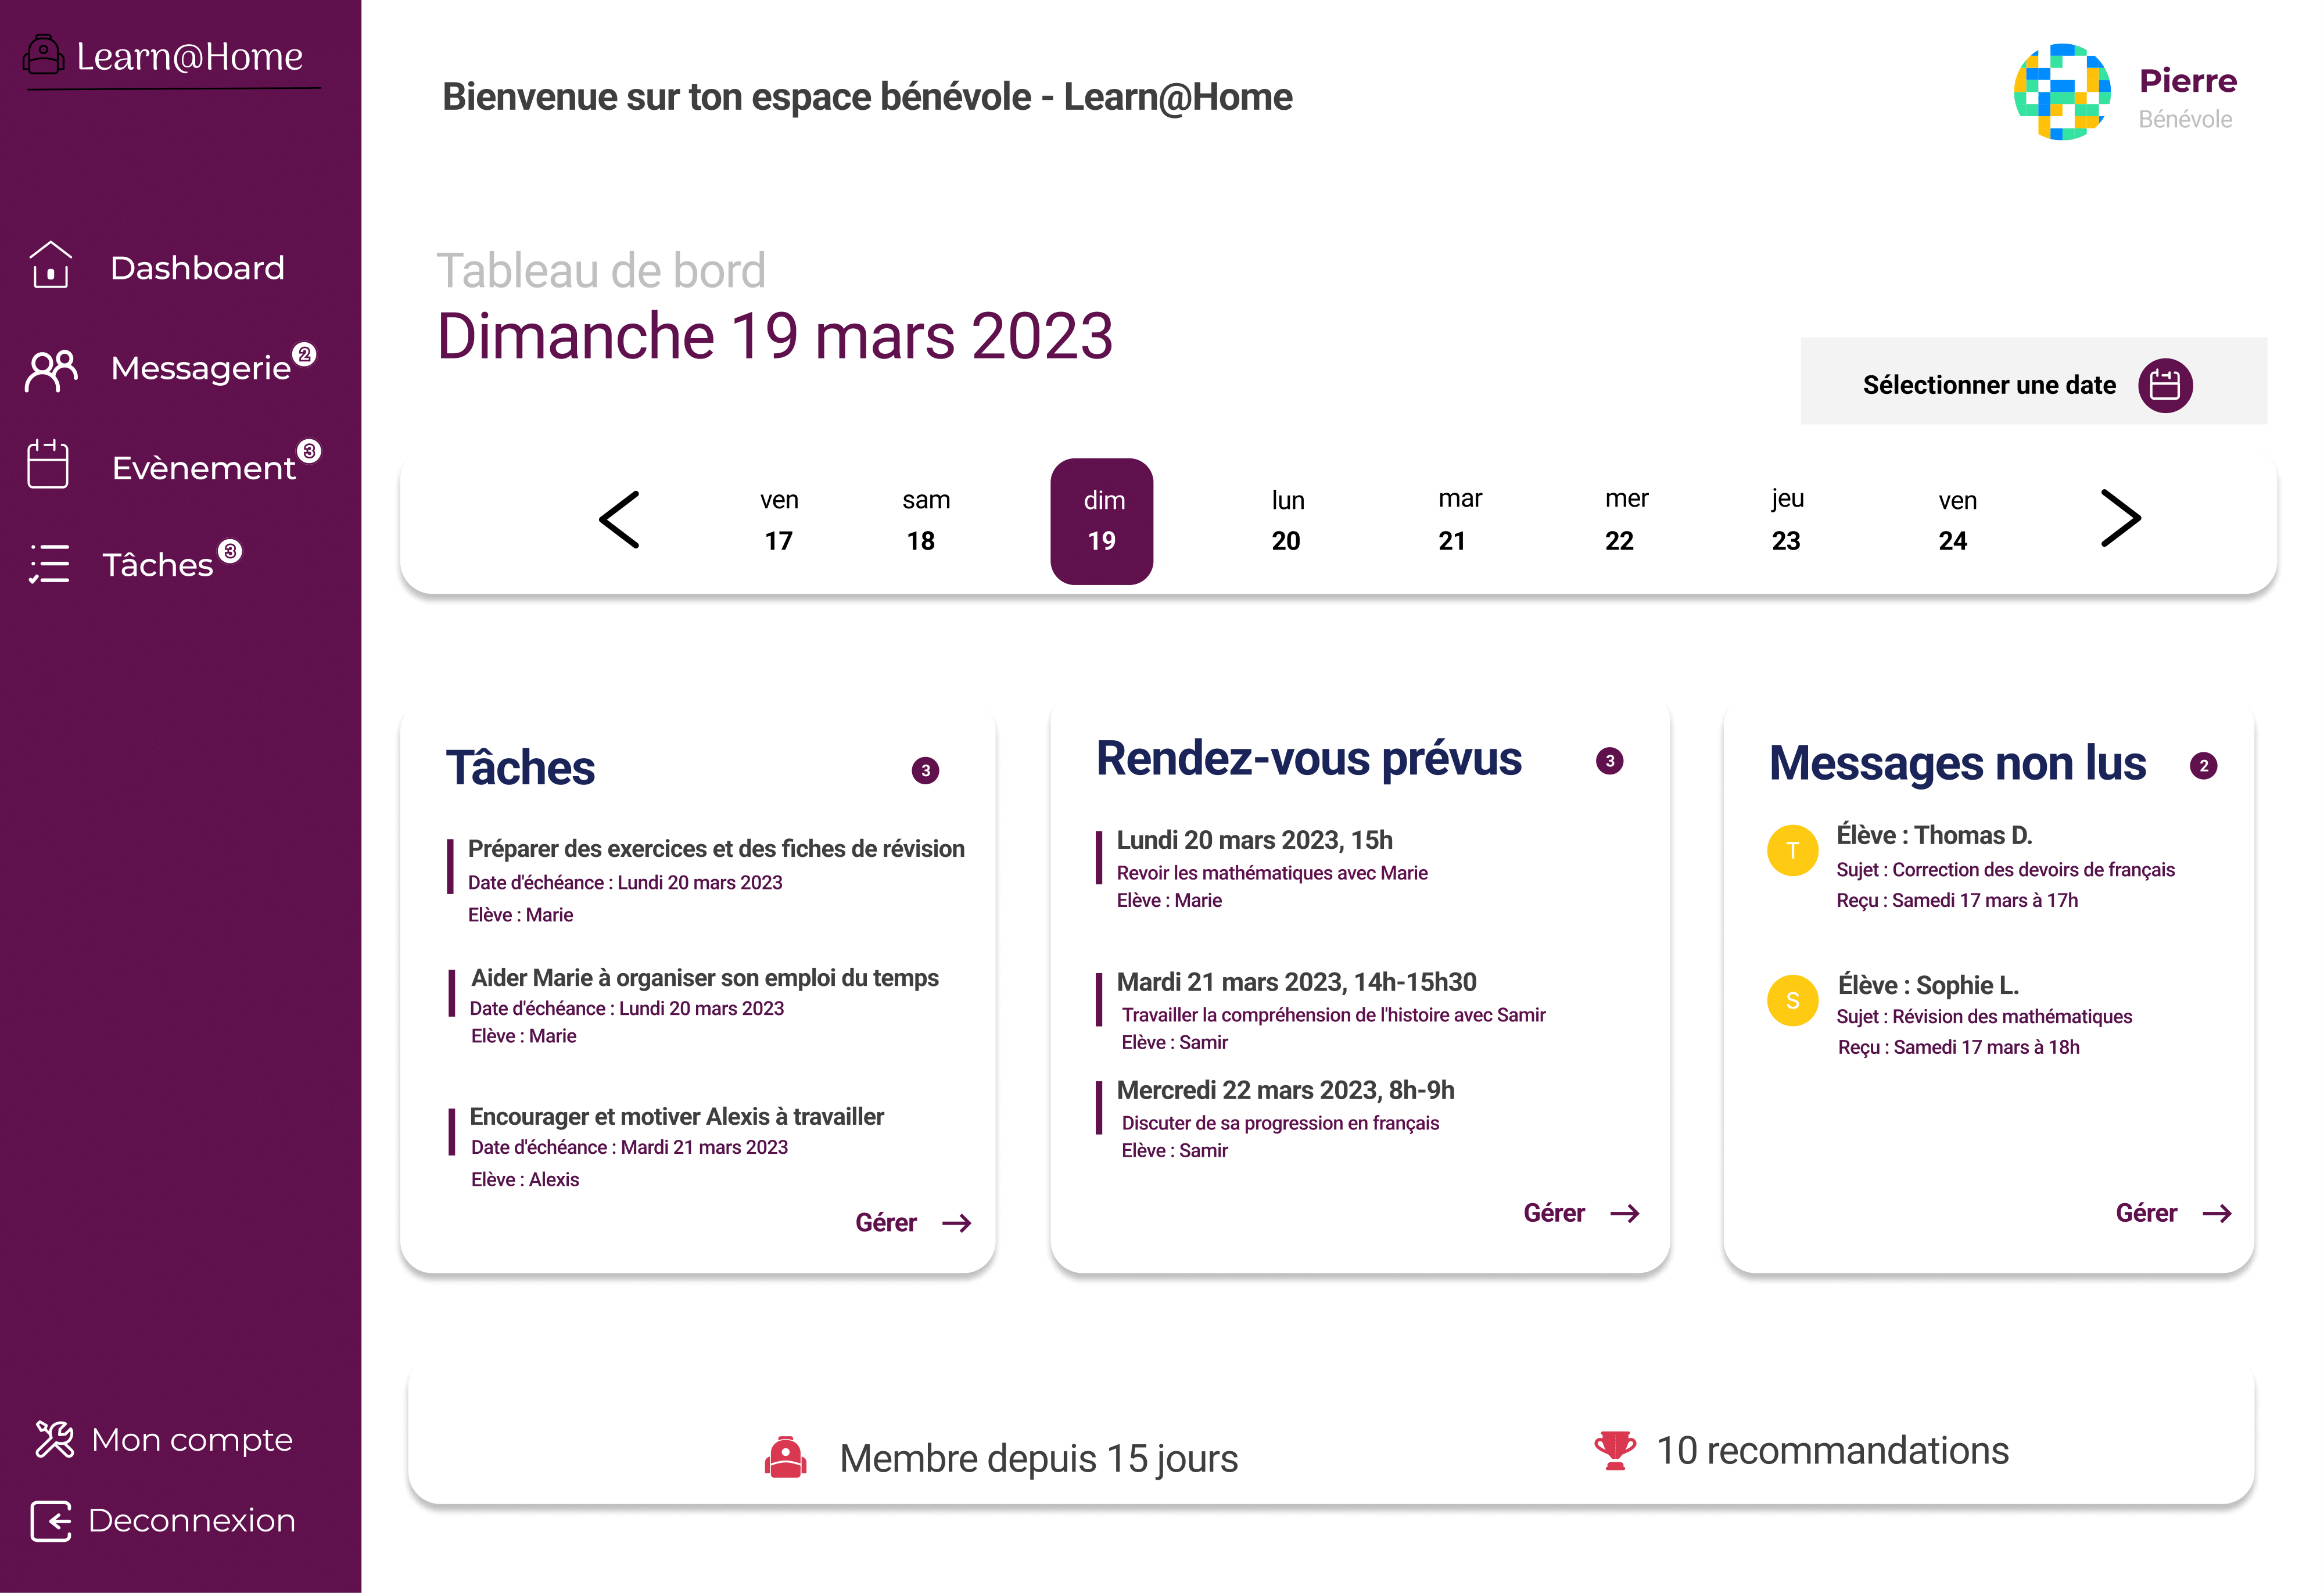 Learn@Home
Dashboard
Messagerie 2
Evènement 3
Tâches 3
Mon compte
Deconnexion
Bienvenue sur ton espace bénévole - Learn@Home
Pierre
Bénévole
Tableau de bord
Dimanche 19 mars 2023
Sélectionner une date
ven sam dim lun mar mer jeu ven
17 18 19 20 21 22 23 24
Tâches 3
Préparer des exercices et des fiches de révision
Date d'échéance : Lundi 20 mars 2023
Elève : Marie
Aider Marie à organiser son emploi du temps
Date d'échéance : Lundi 20 mars 2023
Elève : Marie
Encourager et motiver Alexis à travailler
Date d'échéance : Mardi 21 mars 2023
Elève : Alexis
Gérer
Rendez-vous prévus 3
Lundi 20 mars 2023, 15h
Revoir les mathématiques avec Marie
Elève : Marie
Mardi 21 mars 2023, 14h-15h30
Travailler la compréhension de l'histoire avec Samir
Elève : Samir
Mercredi 22 mars 2023, 8h-9h
Discuter de sa progression en français
Elève : Samir
Gérer
Messages non lus 2
T
Élève : Thomas D.
Sujet : Correction des devoirs de français
Reçu : Samedi 17 mars à 17h
S
Élève : Sophie L.
Sujet : Révision des mathématiques
Reçu : Samedi 17 mars à 18h
Gérer
Membre depuis 15 jours
10 recommandations